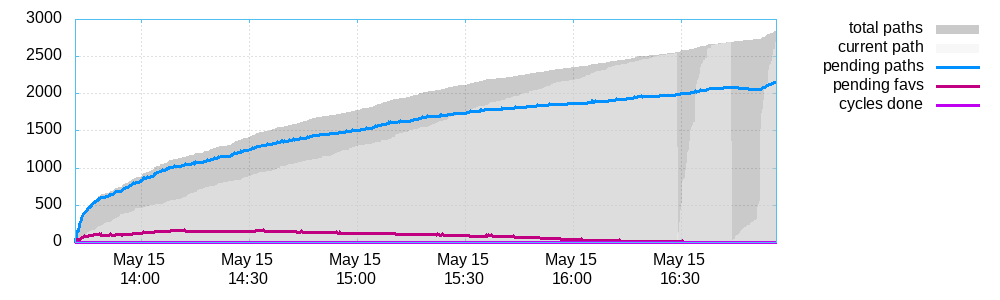 3000
2500
2000
1500
1000
500
0
May 15
14:00
May 15
14:30
May 15
15:00
May 15
15:30
May 15
16:00
May 15
16:30
total paths
current path
pending paths
pending favs
cycles done